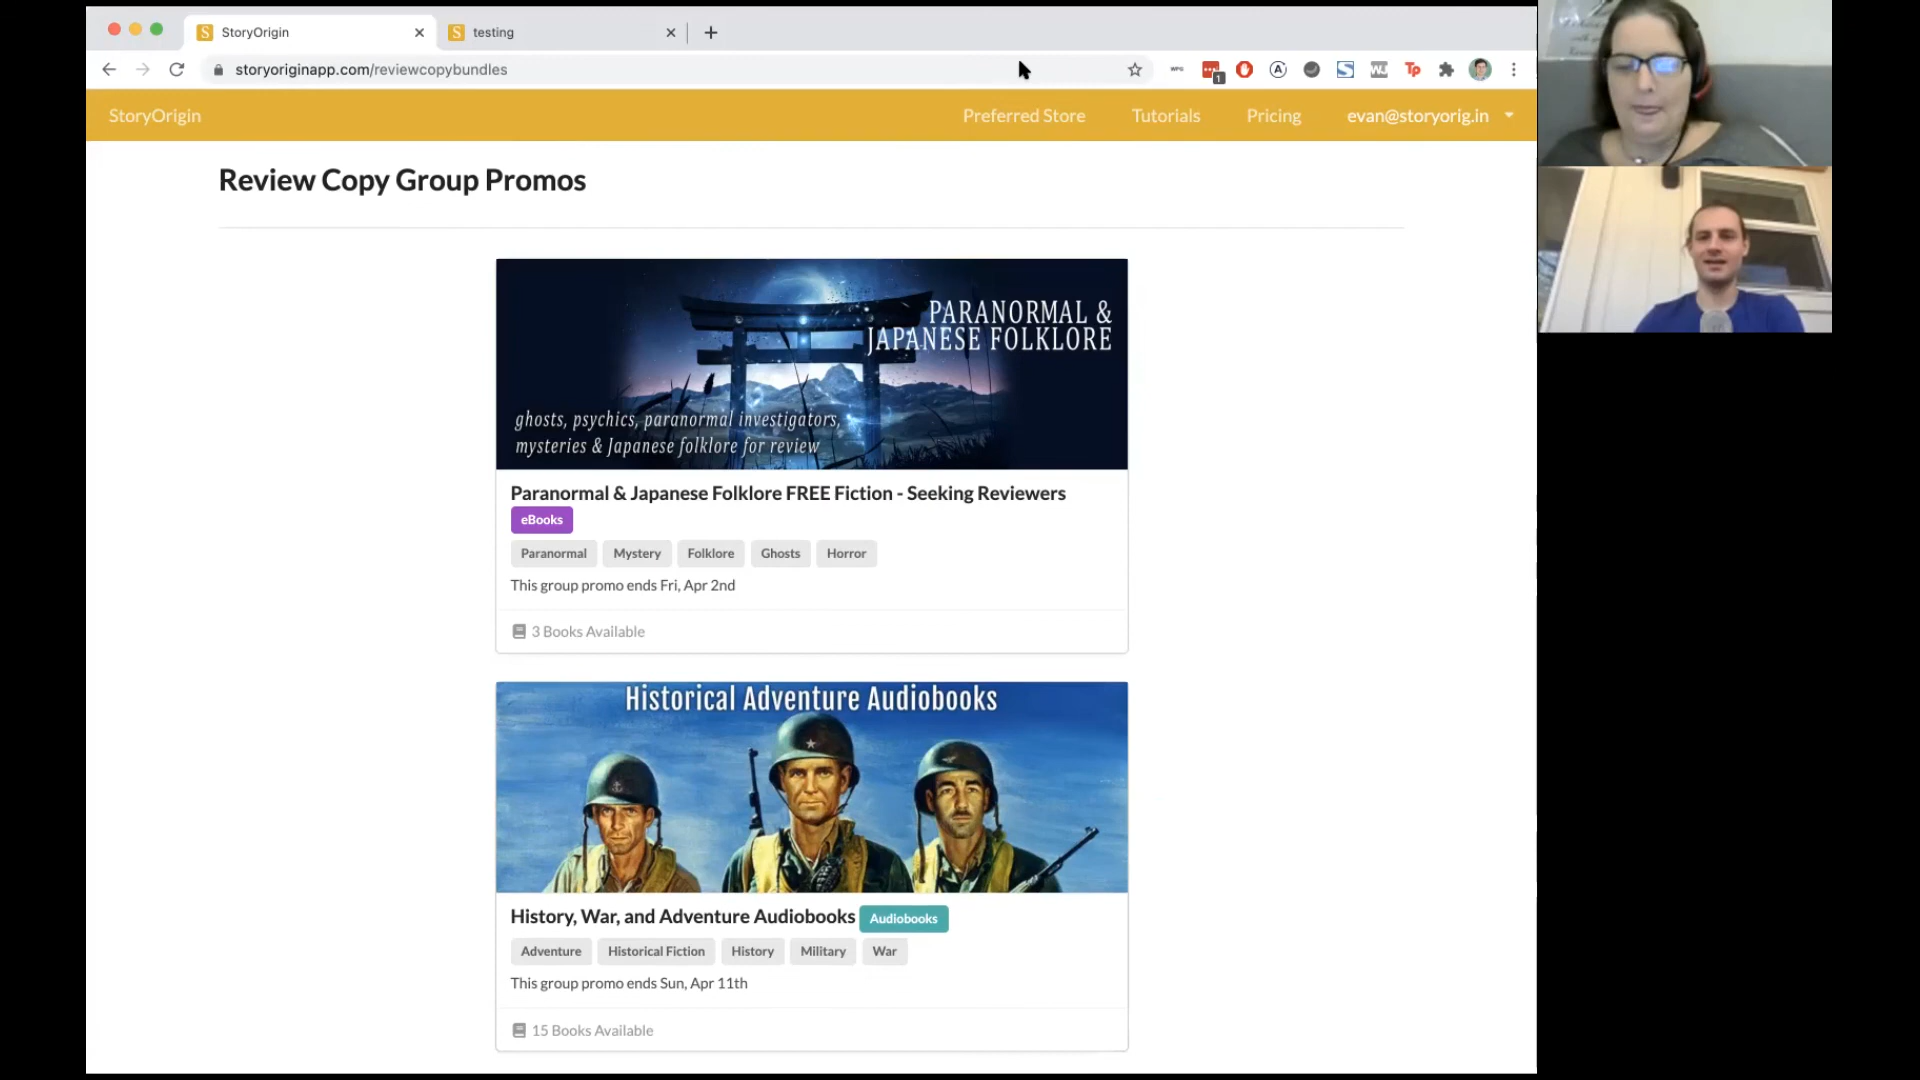 StoryOrigin
testing
storyoriginapp.com/reviewcopybundles
StoryOrigin
Preferred Store
Tutorials
Pricing
evan@storyorig.in
Review Copy Group Promos
PARANORMAL &
JAPANESE FOLKLORE
ghosts, psychics, paranormal investigators,
mysteries & Japanese folklore for review
Paranormal & Japanese Folklore FREE Fiction - Seeking Reviewers
eBooks
Paranormal Mystery Folklore Ghosts Horror
This group promo ends Fri, Apr 2nd
3 Books Available
Historical Adventure Audiobooks
History, War, and Adventure Audiobooks Audiobooks
Adventure Historical Fiction History Military War
This group promo ends Sun, Apr 11th
15 Books Available